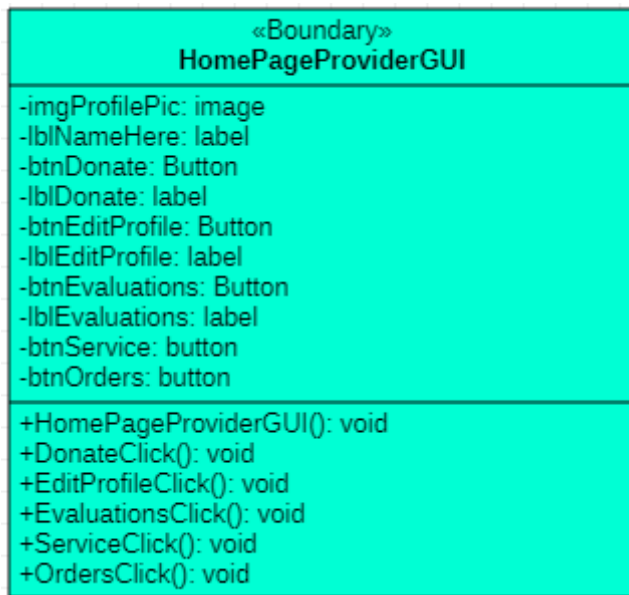 «Boundary»
HomePageProviderGUI
-imgProfilePic: image
-lblNameHere: label
-btnDonate: Button
-lblDonate: label
-btnEditProfile: Button
-lblEditProfile: label
-btnEvaluations: Button
-lblEvaluations: label
-btnService: button
-btnOrders: button
+HomePageProviderGUI(): void
+DonateClick(): void
+EditProfileClick(): void
+EvaluationsClick(): void
+ServiceClick(): void
+OrdersClick(): void